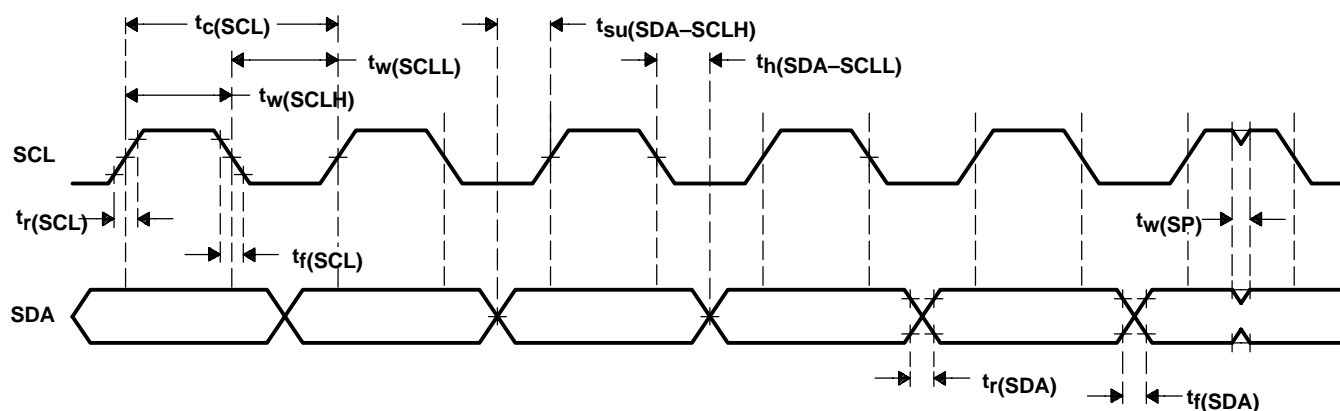 tc(SCL)
tsu(SDA–SCLH)
tw(SCLL)
th(SDA–SCLL)
tw(SCLH)
SCL
tr(SCL)
tw(SP)
tf(SCL)
SDA
tr(SDA)
tf(SDA)